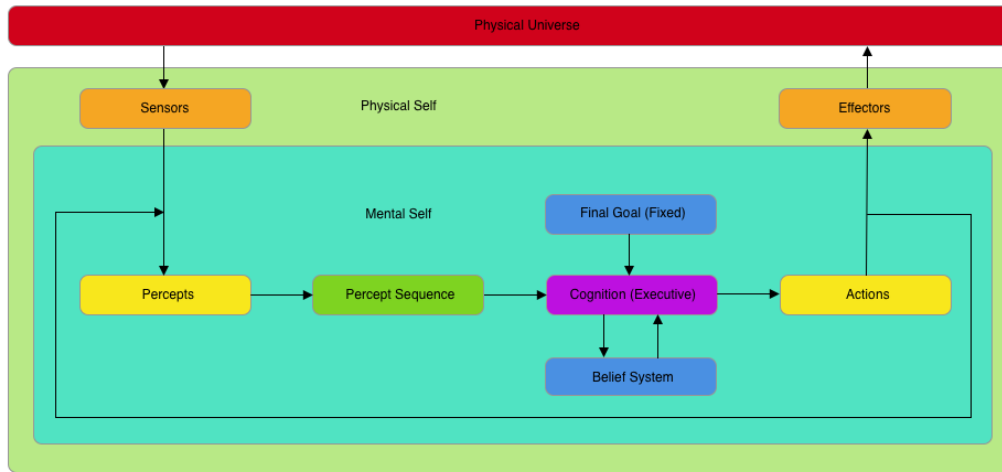 Physical Universe
Sensors
Physical Self
Effectors
Mental Self
Final Goal (Fixed)
Percepts
Percept Sequence
Cognition (Executive)
Actions
Belief System